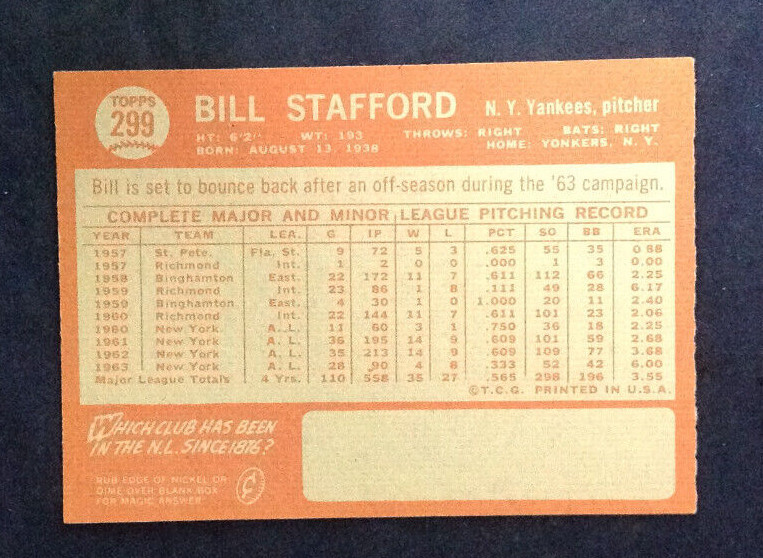 TOPPS
299
BILL STAFFORD N. Y. Yankees, pitcher
HT: 6'2" WT: 193 THROWS: RIGHT BATS: RIGHT
BORN: AUGUST 13, 1938 HOME: YONKERS, N. Y.
Bill is set to bounce back after an off-season during the '63 campaign.
COMPLETE MAJOR AND MINOR LEAGUE PITCHING RECORD
YEAR TEAM LEA. G IP W L PCT SO BB ERA
1957 St. Pete. Fla. St. 9 72 5 3 .625 55 35 0.88
1957 Richmond Int. 1 2 0 0 .000 1 3 0.00
1958 Binghamton East. 22 172 11 7 .611 112 66 2.25
1959 Richmond Int. 23 86 1 8 .111 49 28 6.17
1959 Binghamton East. 4 30 1 0 1.000 20 11 2.40
1960 Richmond Int. 22 144 11 7 .611 101 23 2.06
1960 New York A. L. 11 60 3 1 .750 36 18 2.25
1961 New York A. L. 36 195 14 9 .609 101 59 2.68
1962 New York A. L. 35 213 14 9 .609 109 77 3.68
1963 New York A. L. 28 90 4 8 .333 52 42 6.00
Major League Totals 4 Yrs. 110 558 35 27 .565 298 196 3.55
©T.C.G. PRINTED IN U.S.A.
WHICH CLUB HAS BEEN
IN THE N.L. SINCE 1876?
RUB EDGE OF NICKEL OR
DIME OVER BLANK BOX
FOR MAGIC ANSWER